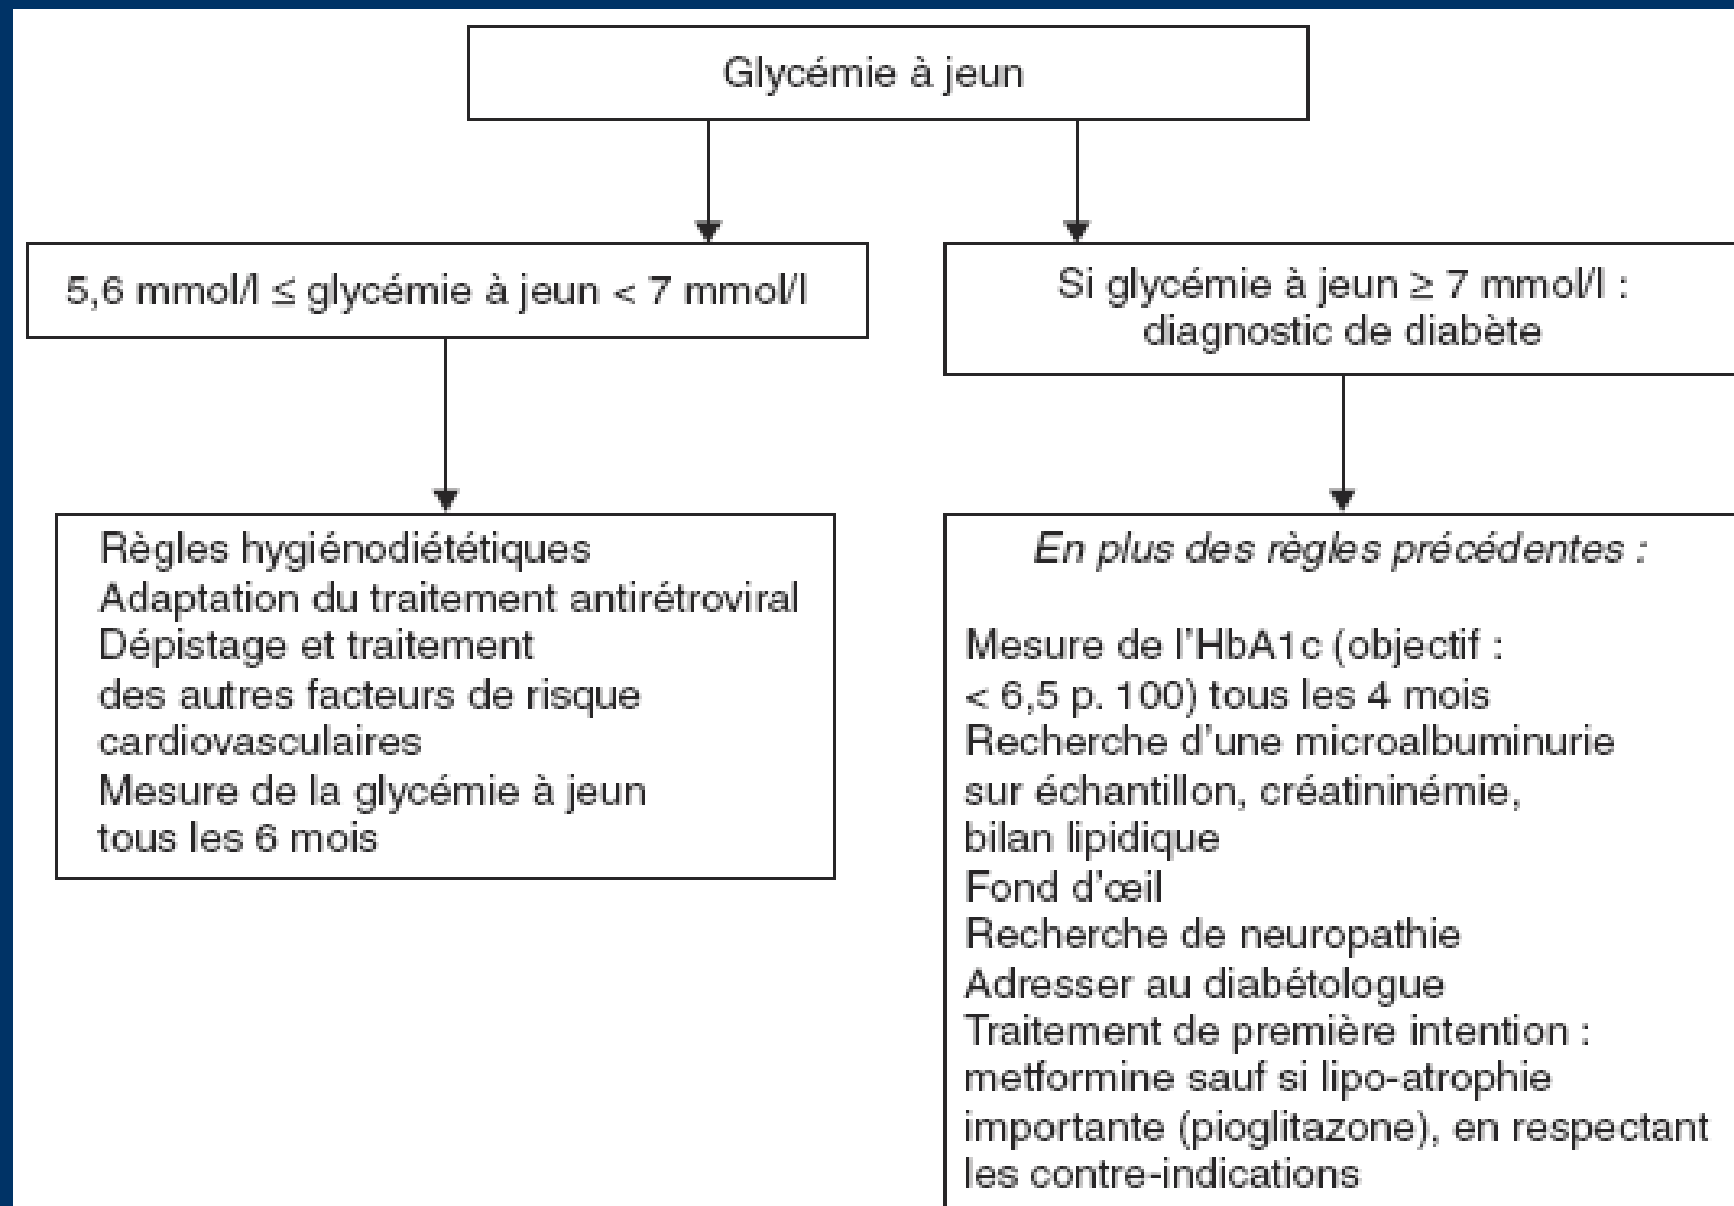 Glycémie à jeun
5,6 mmol/l ≤ glycémie à jeun < 7 mmol/l
Si glycémie à jeun ≥ 7 mmol/l :
diagnostic de diabète
Règles hygiénodiététiques
Adaptation du traitement antirétroviral
Dépistage et traitement
des autres facteurs de risque
cardiovasculaires
Mesure de la glycémie à jeun
tous les 6 mois
En plus des règles précédentes :
Mesure de l'HbA1c (objectif :
< 6,5 p. 100) tous les 4 mois
Recherche d'une microalbuminurie
sur échantillon, créatininémie,
bilan lipidique
Fond d'œil
Recherche de neuropathie
Adresser au diabétologue
Traitement de première intention :
metformine sauf si lipo-atrophie
importante (pioglitazone), en respectant
les contre-indications